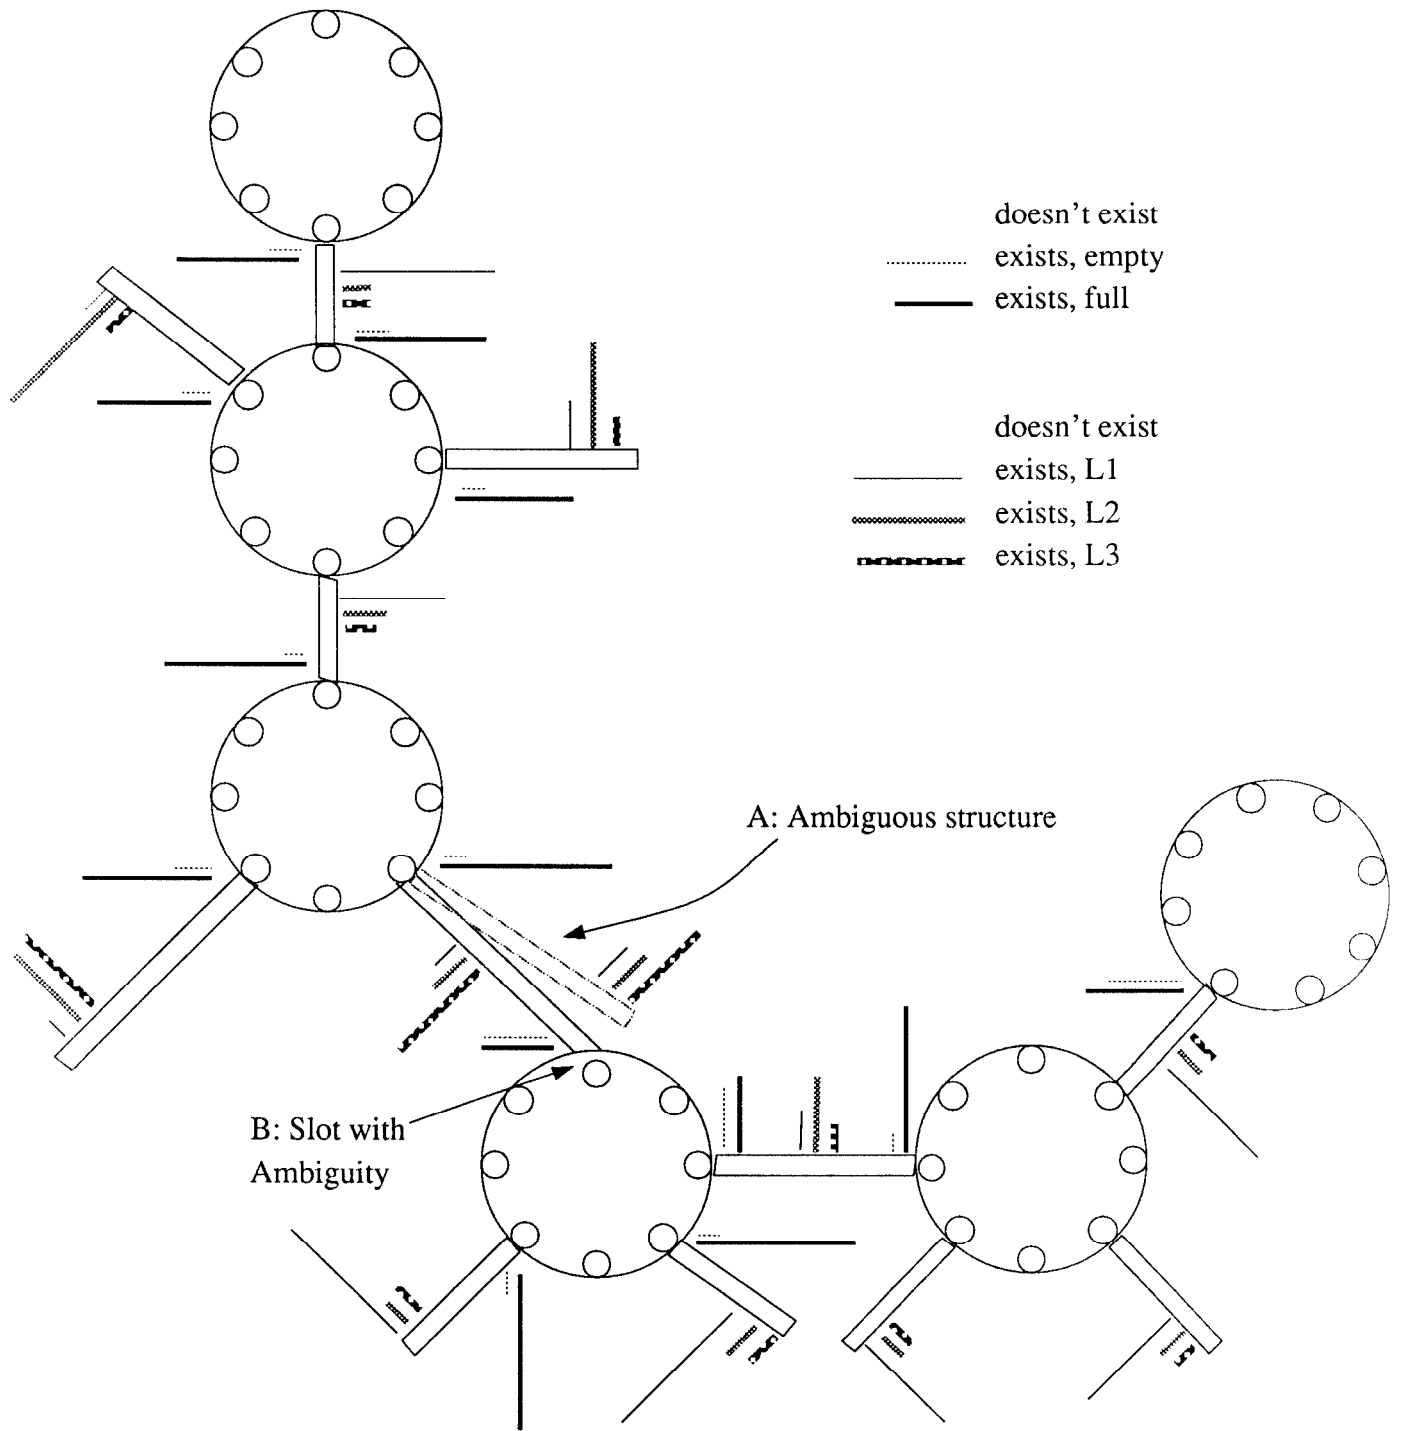 doesn't exist
exists, empty
exists, full
doesn't exist
exists, L1
exists, L2
exists, L3
A: Ambiguous structure
B: Slot with
Ambiguity